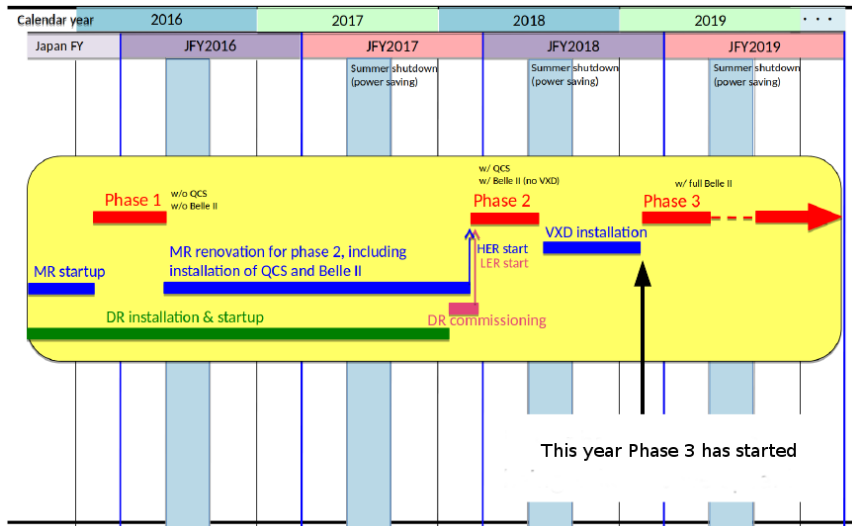 Calendar year 2016 2017 2018 2019 . . .
Japan FY JFY2016 JFY2017 JFY2018 JFY2019
Summer shutdown
(power saving)
Summer shutdown
(power saving)
Summer shutdown
(power saving)
Phase 1
w/o QCS
w/o Belle II
w/ QCS
w/ Belle II (no VXD)
Phase 2
w/ full Belle II
Phase 3
MR startup
MR renovation for phase 2, including
installation of QCS and Belle II
HER start
LER start
VXD installation
DR installation & startup
DR commissioning
This year Phase 3 has started